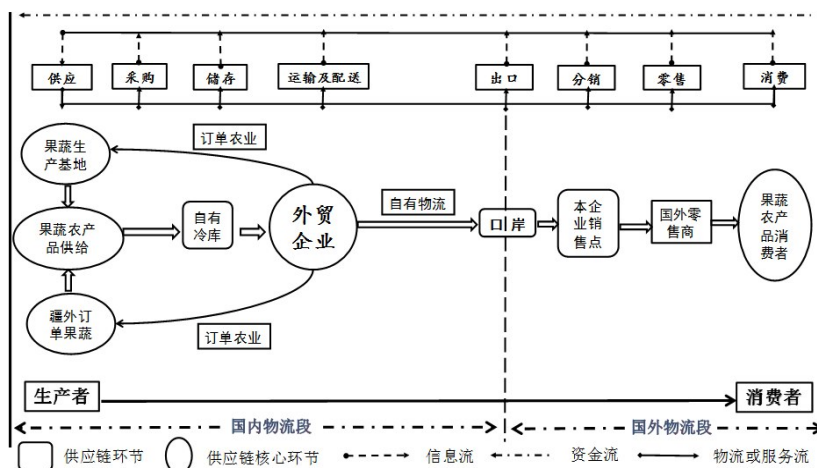 供应
采购
储存
运输及配送
出口
分销
零售
消费
订单农业
果蔬生
产基地
果蔬农产
品供给
自有
冷库
外贸
企业
自有物流
口岸
本企
业销
售点
国外零
售商
果蔬
农产
品消
费者
疆外订
单果蔬
订单农业
生产者
消费者
国内物流段
国外物流段
供应链环节
供应链核心环节
信息流
资金流
物流或服务流